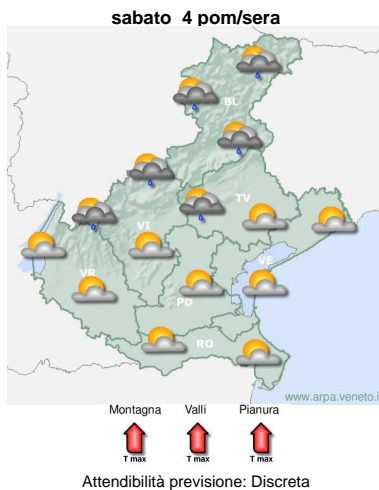 sabato 4 pom/sera
BL
TV
VI
VE
VR
PD
RO
www.arpa.veneto.it
Montagna Valli Pianura
T max T max T max
Attendibilità previsione: Discreta